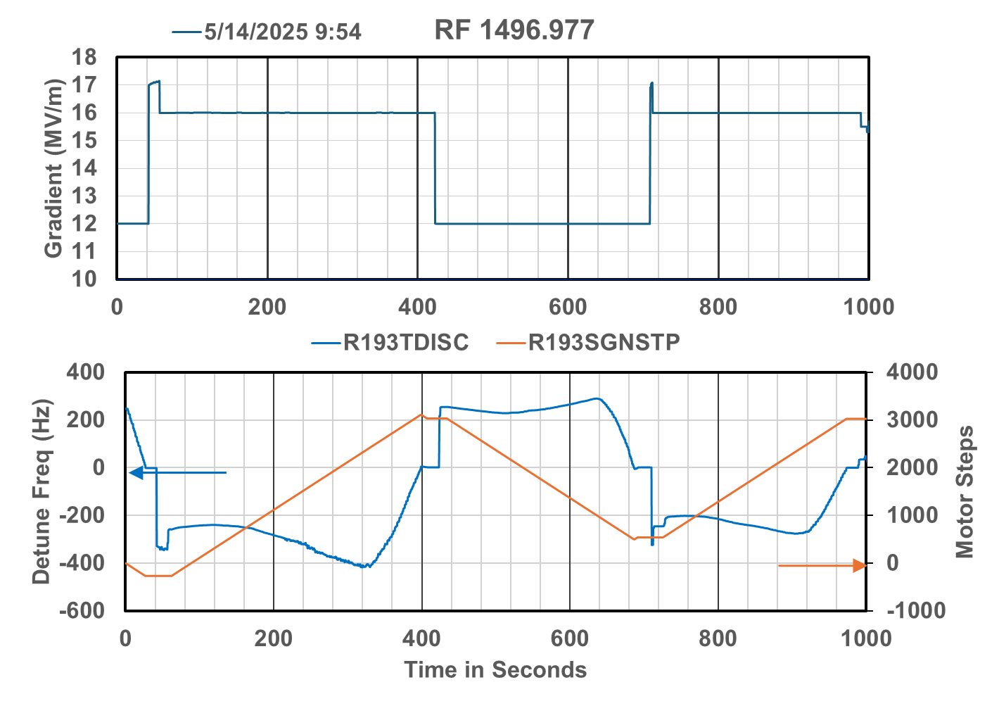 5/14/2025 9:54 RF 1496.977
18
17
16
15
14
13
12
11
10
Gradient (MV/m)
0 200 400 600 800 1000
R193TDISC R193SGNSTP
400 4000
200 3000
0 2000
-200 1000
-400 0
-600 -1000
Detune Freq (Hz)
Motor Steps
0 200 400 600 800 1000
Time in Seconds